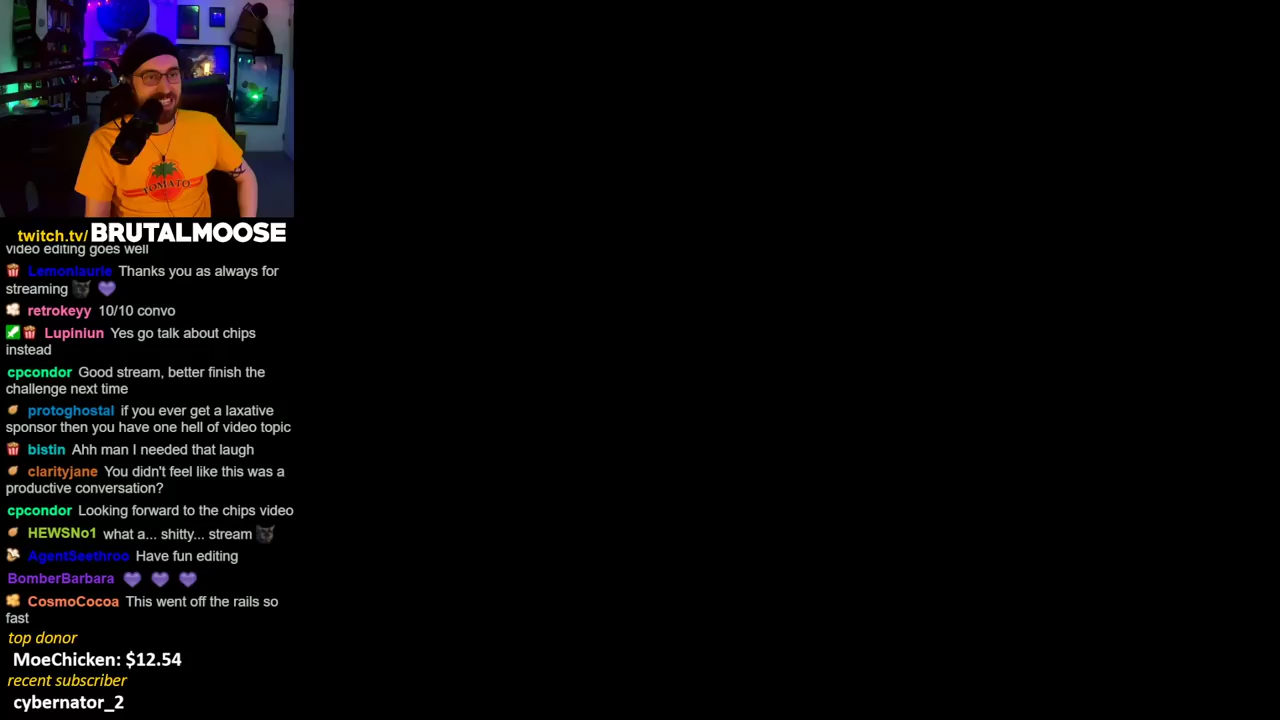 TOMATO
twitch.tv/BRUTALMOOSE
video editing goes well
Lemonlaurie Thanks you as always for
streaming
retrokeyy 10/10 convo
Lupiniun Yes go talk about chips
instead
cpcondor Good stream, better finish the
challenge next time
protoghostal if you ever get a laxative
sponsor then you have one hell of video topic
bistin Ahh man I needed that laugh
clarityjane You didn't feel like this was a
productive conversation?
cpcondor Looking forward to the chips video
HEWSNo1 what a... shitty... stream
AgentSeethroo Have fun editing
BomberBarbara
CosmoCocoa This went off the rails so
fast
top donor
MoeChicken: $12.54
recent subscriber
cybernator_2